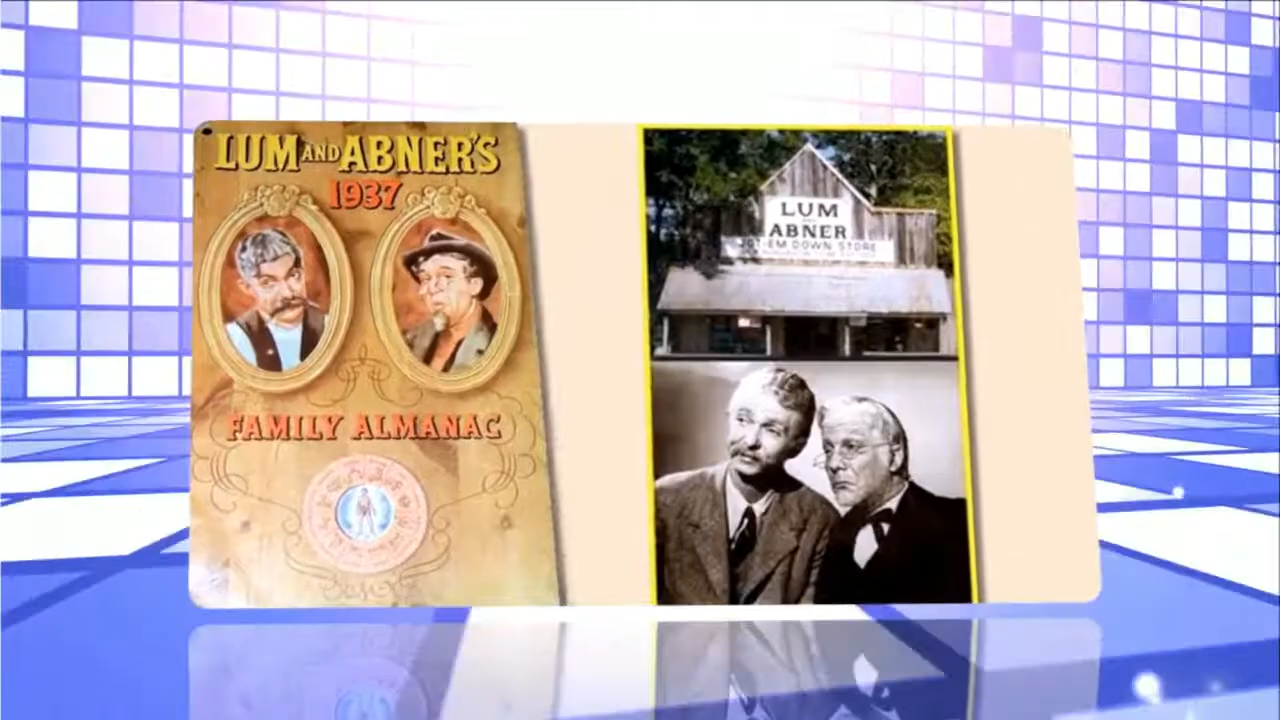 LUM AND ABNER'S
1937
FAMILY ALMANAC
LUM
AND
ABNER
JOT-EM DOWN STORE